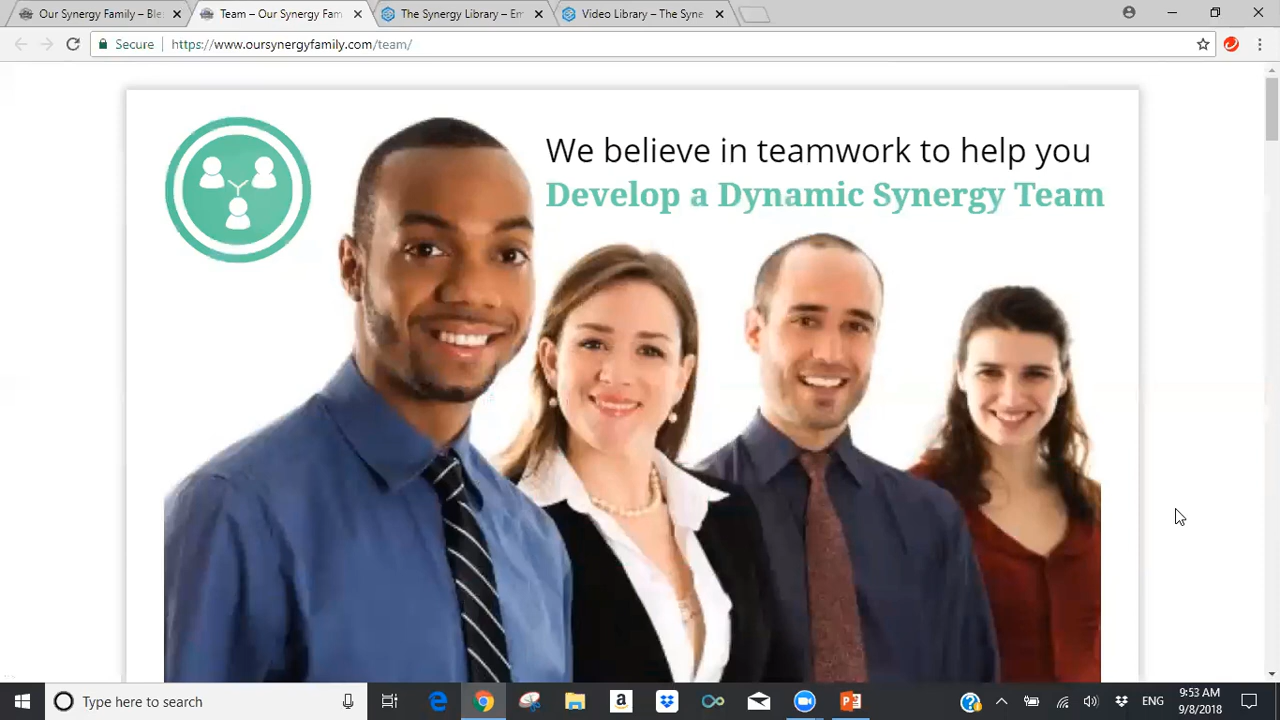 Our Synergy Family – Ble
Team – Our Synergy Fam
The Synergy Library – Em
Video Library – The Syne
Secure
https://www.oursynergyfamily.com/team/
We believe in teamwork to help you
Develop a Dynamic Synergy Team
Type here to search
ENG
9:53 AM
9/8/2018